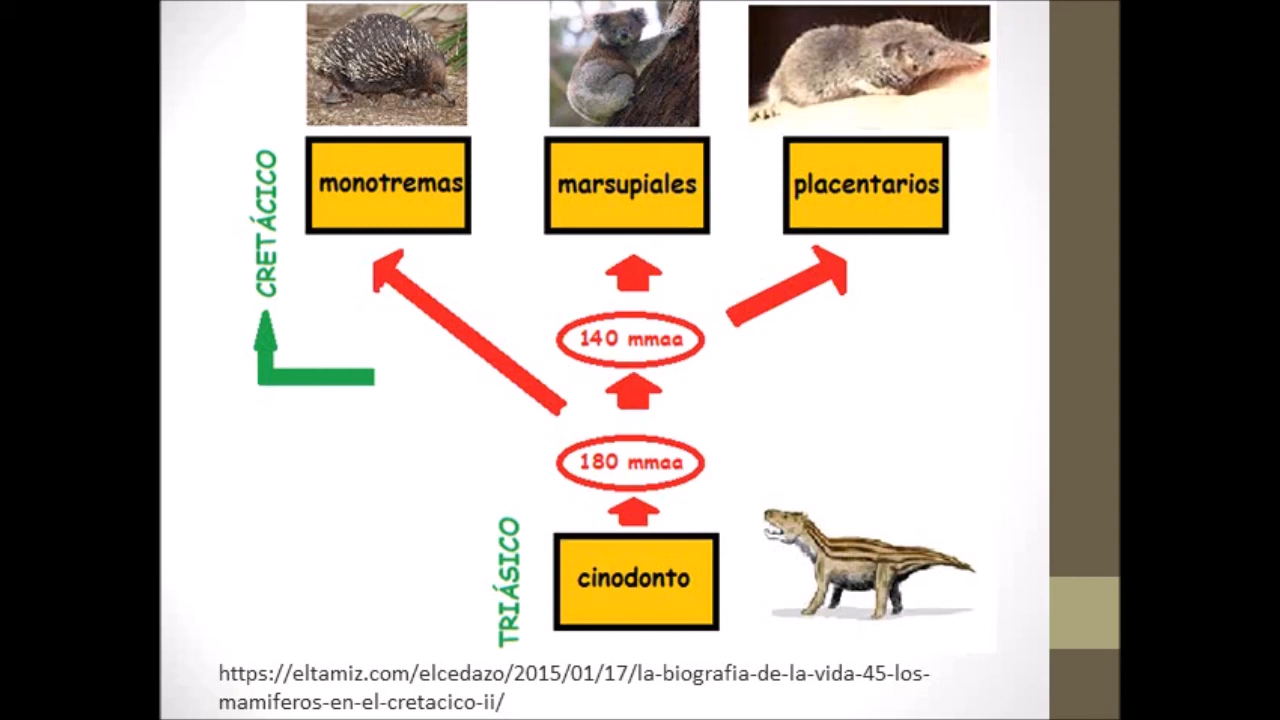 monotremas
marsupiales
placentarios
CRETÁCICO
140 mmaa
180 mmaa
cinodonto
TRIÁSICO
https://eltamiz.com/elcedazo/2015/01/17/la-biografia-de-la-vida-45-los-
mamiferos-en-el-cretacico-ii/